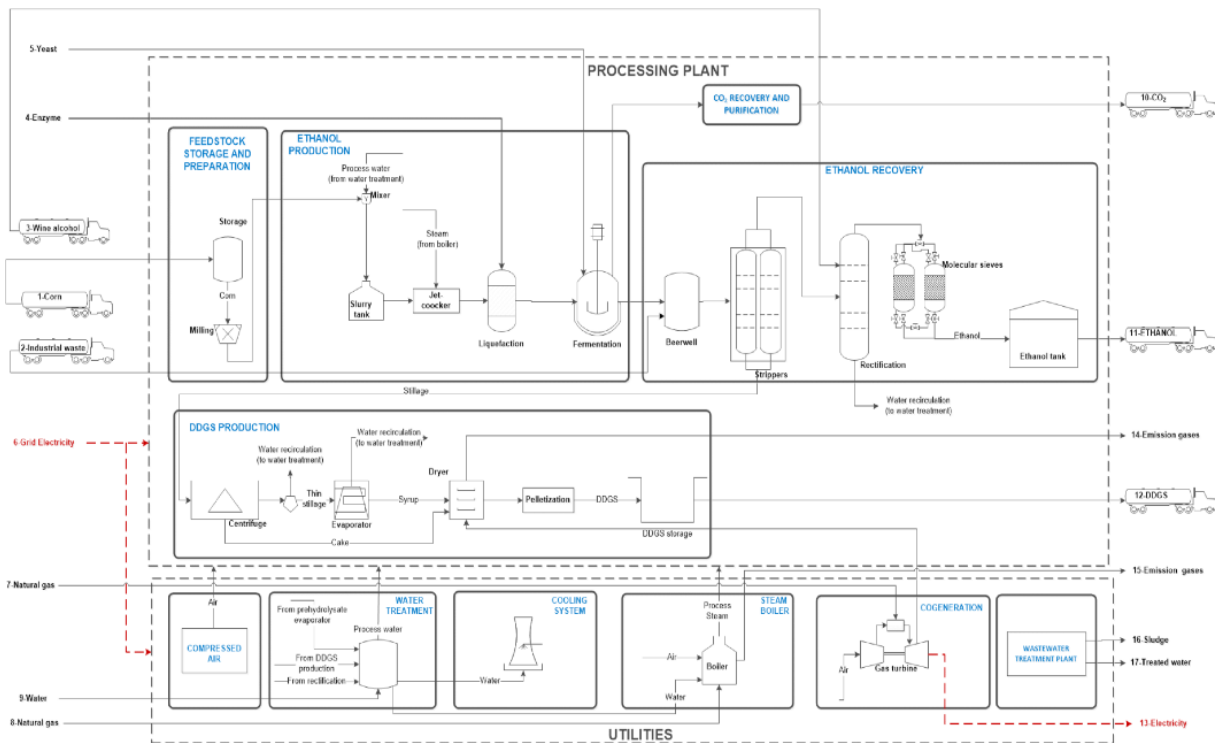 5-Yeast
PROCESSING PLANT
CO₂ RECOVERY AND
PURIFICATION
10-CO₂
4-Enzyme
FEEDSTOCK
STORAGE AND
PREPARATION
ETHANOL
PRODUCTION
Process water
(from water treatment)
Mixer
ETHANOL RECOVERY
3-Wine alcohol
Storage
Steam
(from boiler)
Molecular sieves
Corn
1-Corn
Slurry
tank
Jet-
coocker
Milling
2-Industrial waste
Liquefaction
Fermentation
Beerwell
Strippers
Rectification
Ethanol
Ethanol tank
11-ETHANOL
Stillage
Water recirculation
(to water treatment)
DDGS PRODUCTION
6-Grid Electricity
Water recirculation
(to water treatment)
Water recirculation
(to water treatment)
Dryer
14-Emission gases
Thin
stillage
Syrup
Pelletization
DDGS
12-DDGS
Centrifuge
Evaporator
Cake
DDGS storage
7-Natural gas
15-Emission gases
Air
WATER
TREATMENT
From prehydrolysate
evaporator
Process water
COOLING
SYSTEM
Process
Steam
STEAM
BOILER
COGENERATION
COMPRESSED
AIR
From DDGS
production
From rectification
Water
Air
Boiler
Water
Air
Gas turbine
WASTEWATER
TREATMENT PLANT
16-Sludge
17-Treated water
9-Water
8-Natural gas
13-Electricity
UTILITIES